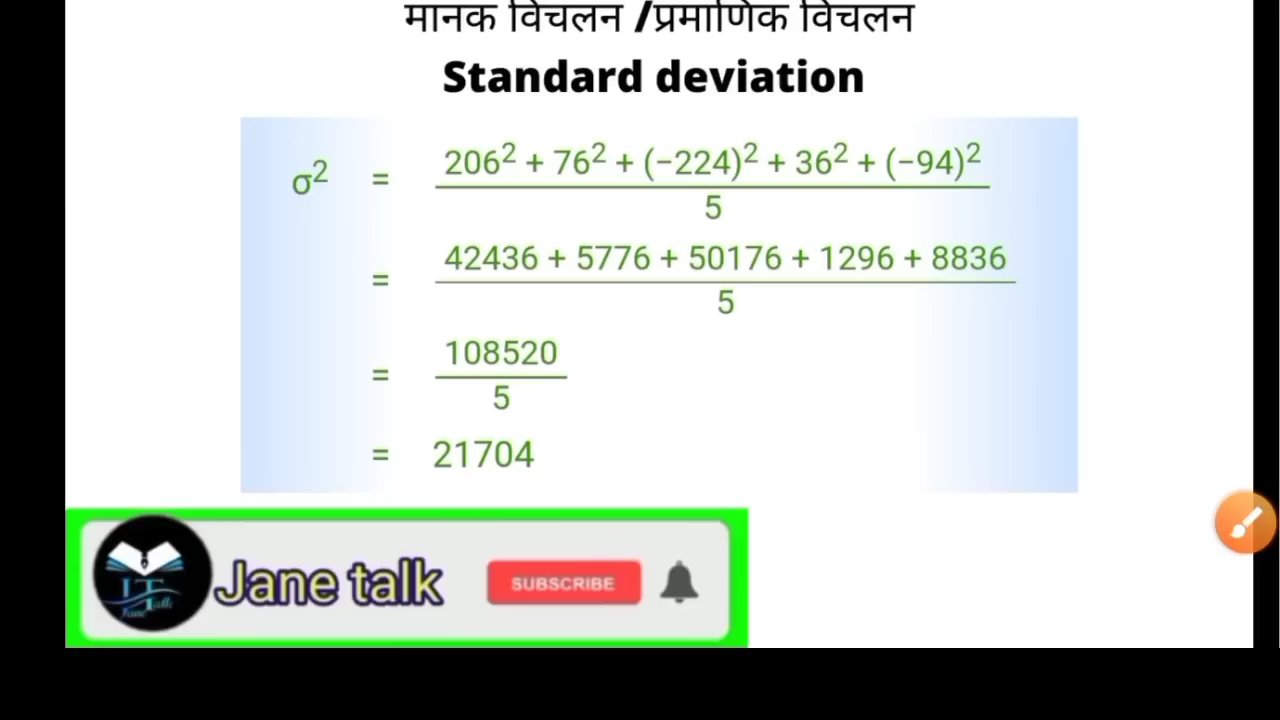 मानक विचलन /प्रमाणिक विचलन
Standard deviation
σ² = 206² + 76² + (−224)² + 36² + (−94)²
5
= 42436 + 5776 + 50176 + 1296 + 8836
5
= 108520
5
= 21704
Jane talk SUBSCRIBE